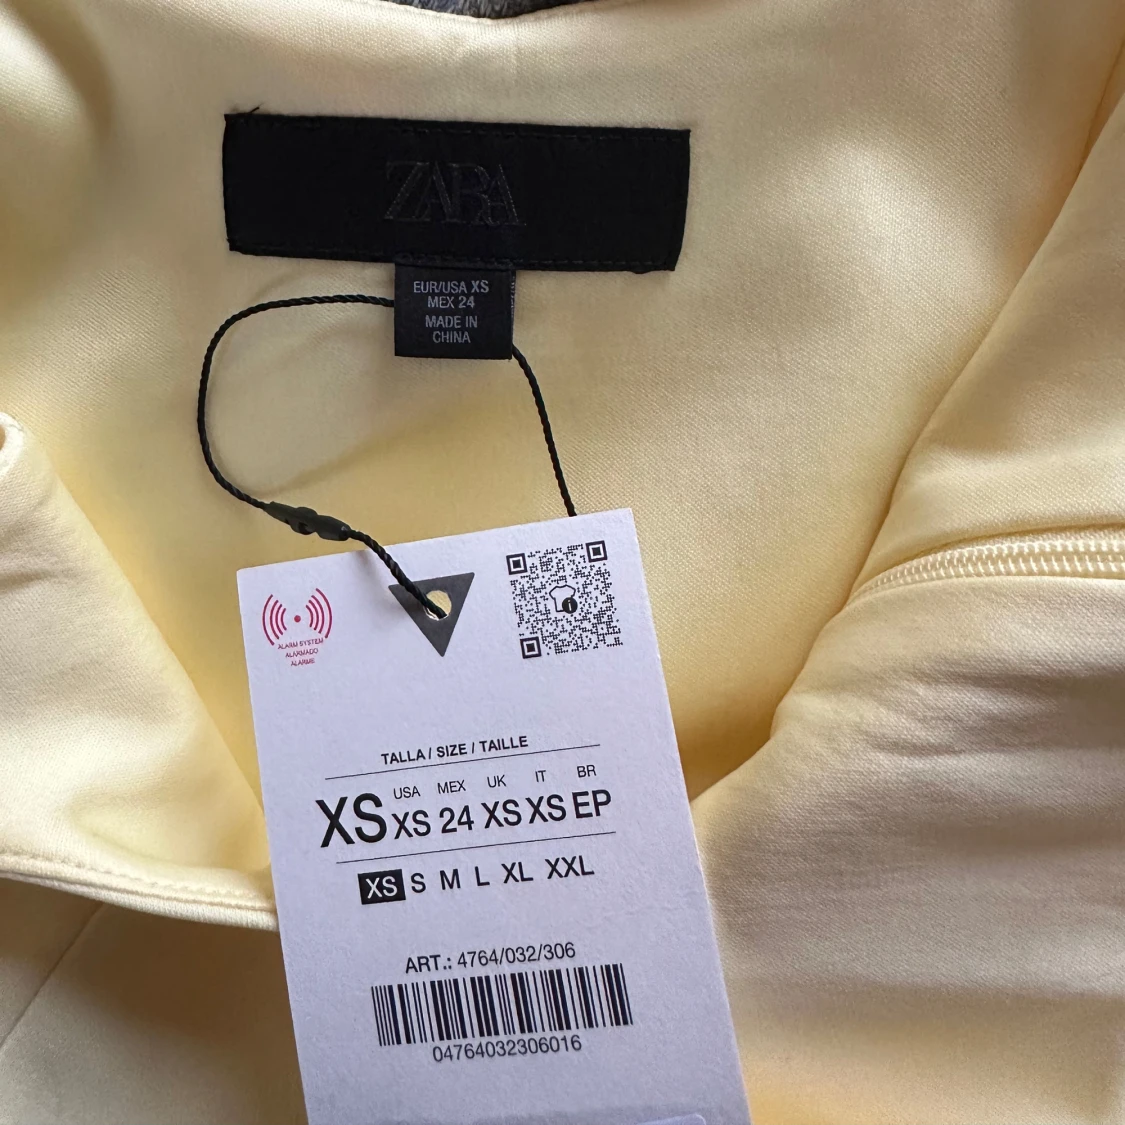 ZARA
EUR/USA XS
MEX 24
MADE IN
CHINA
ALARM SYSTEM
ALARMADO
ALARME
TALLA / SIZE / TAILLE
USA MEX UK IT BR
XS XS 24 XS XS EP
XS S M L XL XXL
ART.: 4764/032/306
04764032306016